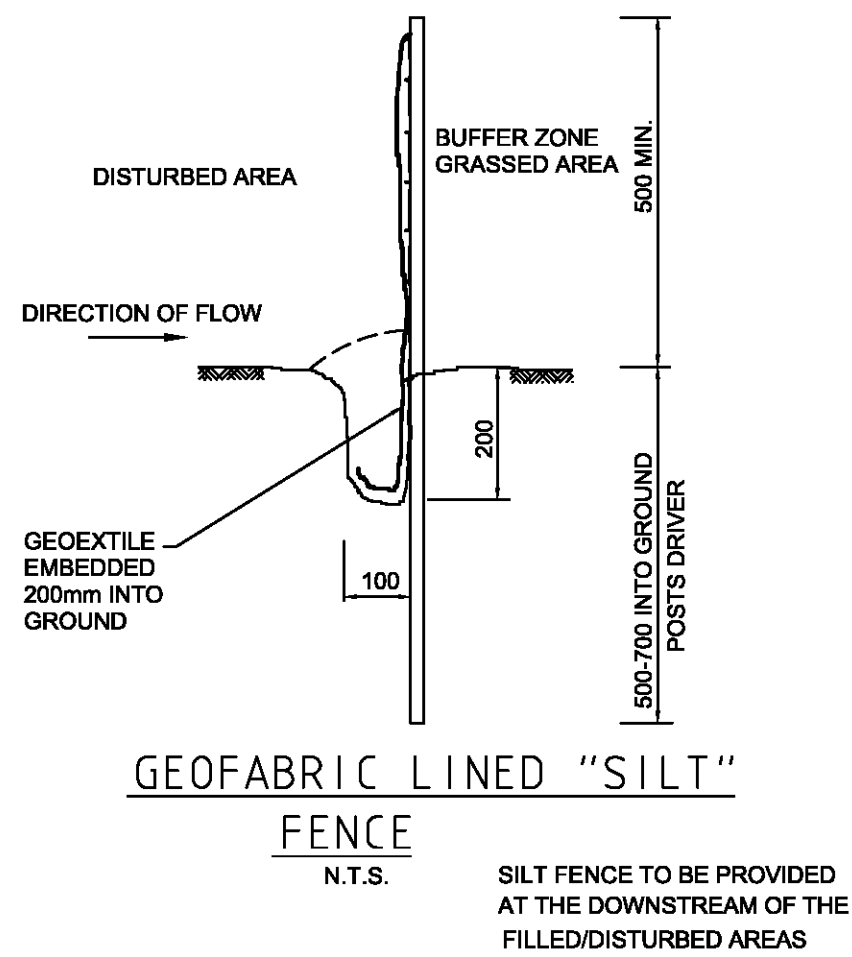 DISTURBED AREA
BUFFER ZONE
GRASSED AREA
500 MIN.
DIRECTION OF FLOW
200
GEOEXTILE
EMBEDDED
200mm INTO
GROUND
100
500-700 INTO GROUND
POSTS DRIVER
GEOFABRIC LINED "SILT"
FENCE
N.T.S.
SILT FENCE TO BE PROVIDED
AT THE DOWNSTREAM OF THE
FILLED/DISTURBED AREAS